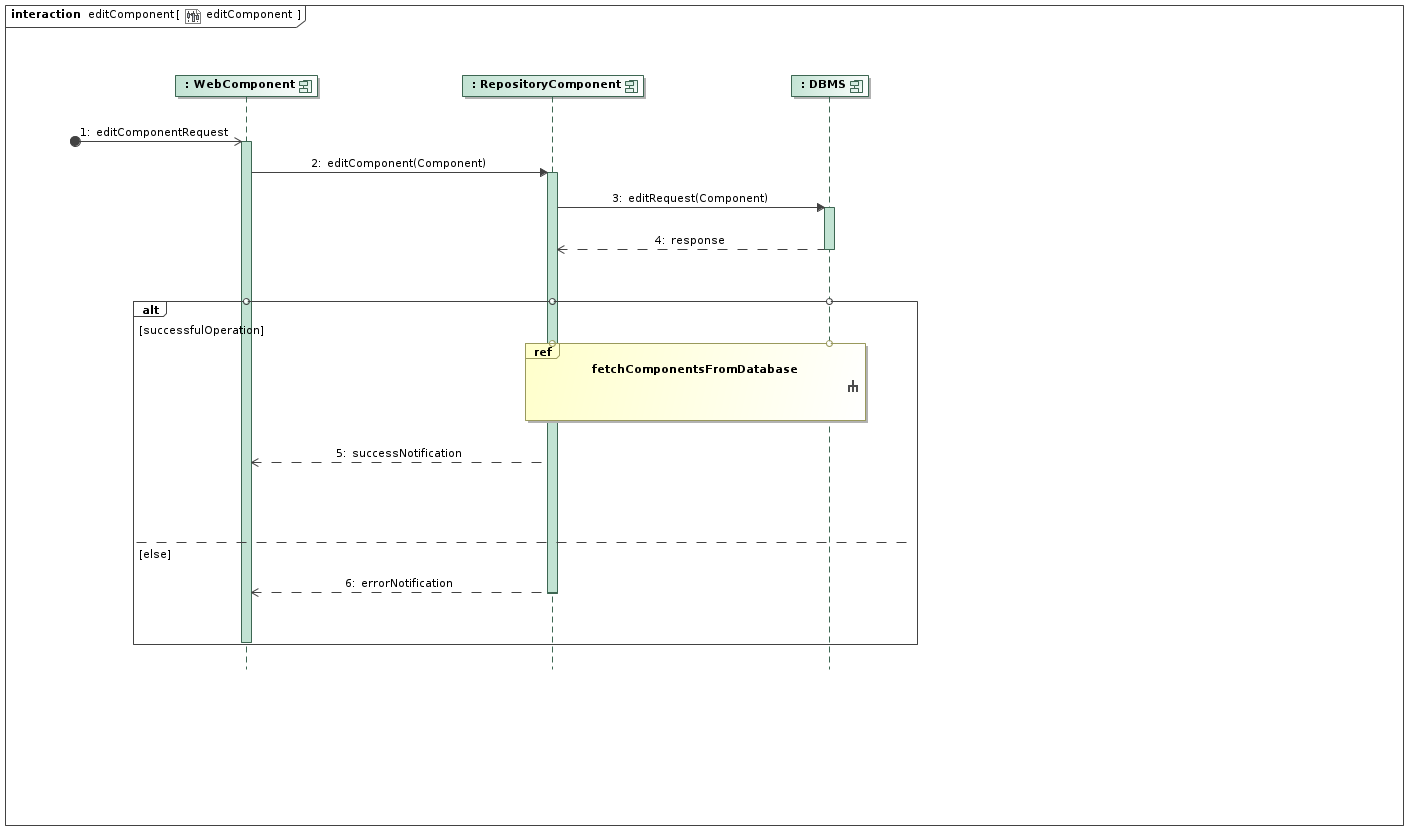 interaction editComponent[ editComponent ]
: WebComponent
: RepositoryComponent
: DBMS
1: editComponentRequest
2: editComponent(Component)
3: editRequest(Component)
4: response
alt
[successfulOperation]
ref
fetchComponentsFromDatabase
5: successNotification
[else]
6: errorNotification